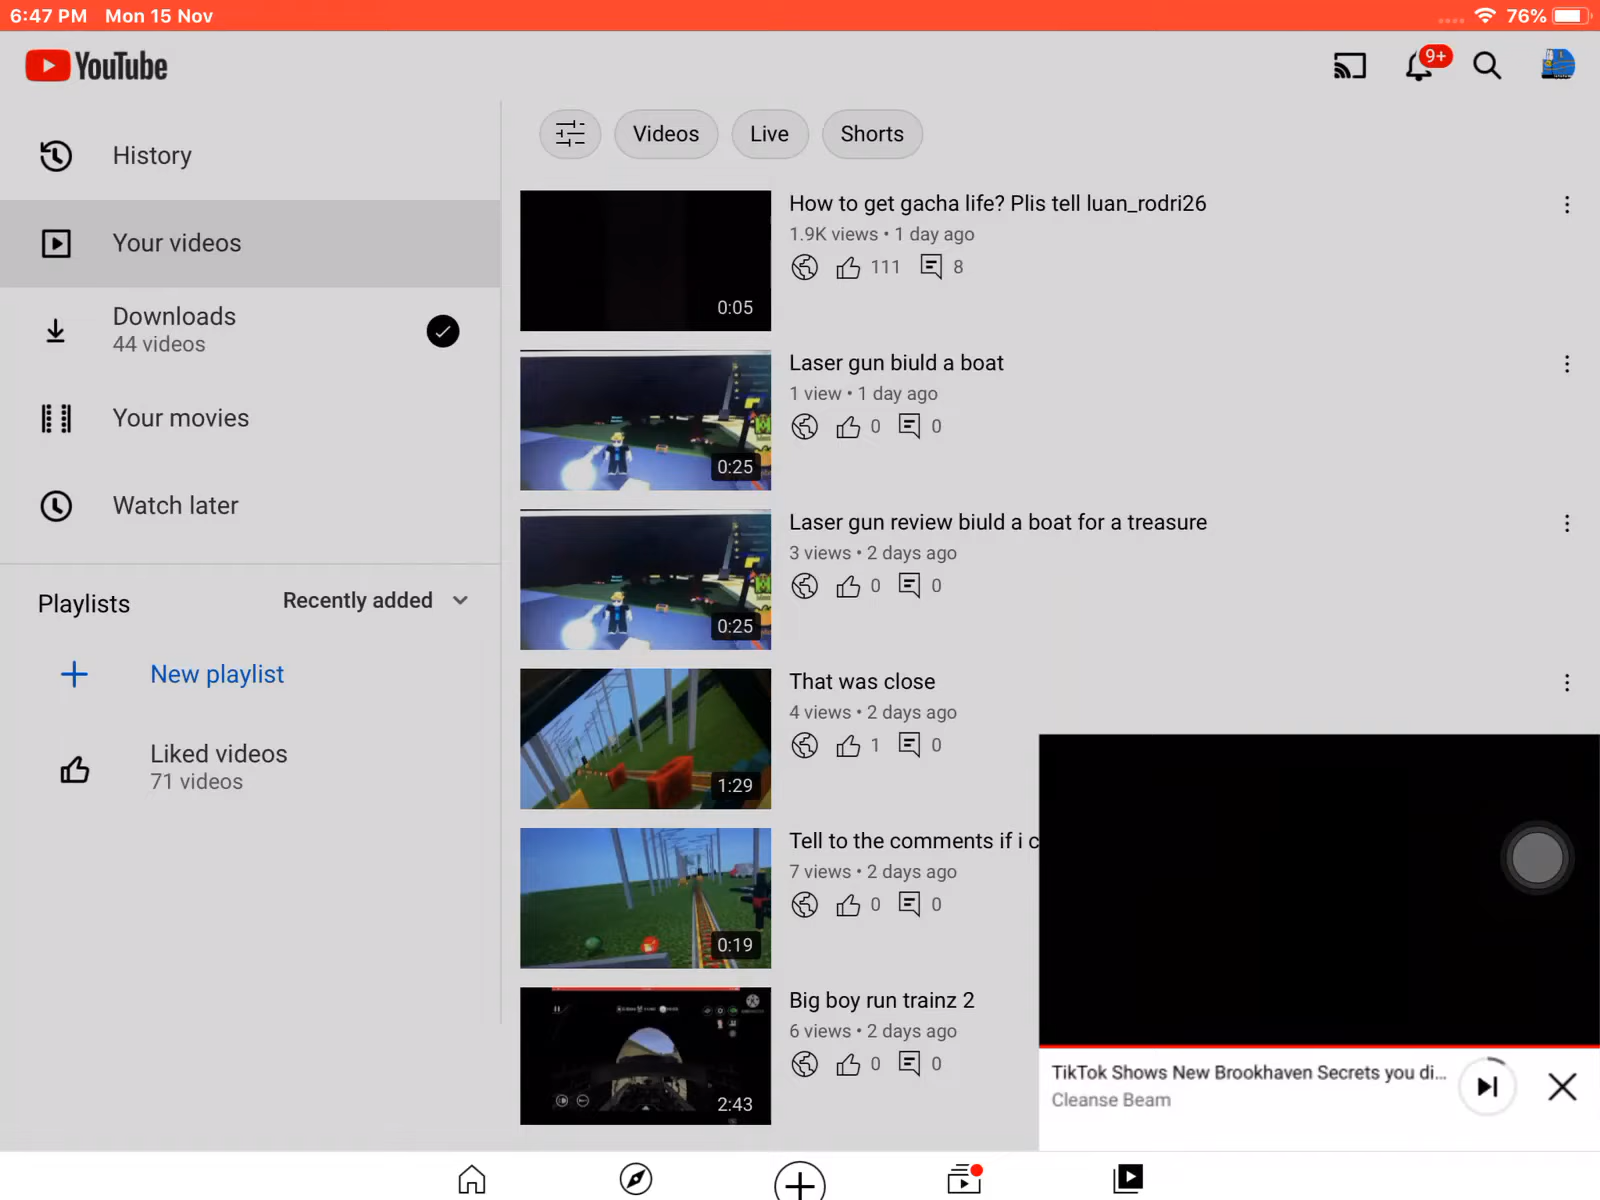 6:47 PM Mon 15 Nov
76%
YouTube
9+
History
Your videos
Downloads
44 videos
Your movies
Watch later
Playlists
Recently added
New playlist
Liked videos
71 videos
Videos
Live
Shorts
0:05
How to get gacha life? Plis tell luan_rodri26
1.9K views • 1 day ago
111
8
0:25
Laser gun biuld a boat
1 view • 1 day ago
0
0
0:25
Laser gun review biuld a boat for a treasure
3 views • 2 days ago
0
0
1:29
That was close
4 views • 2 days ago
1
0
0:19
Tell to the comments if i c
7 views • 2 days ago
0
0
2:43
Big boy run trainz 2
6 views • 2 days ago
0
0
TikTok Shows New Brookhaven Secrets you di...
Cleanse Beam